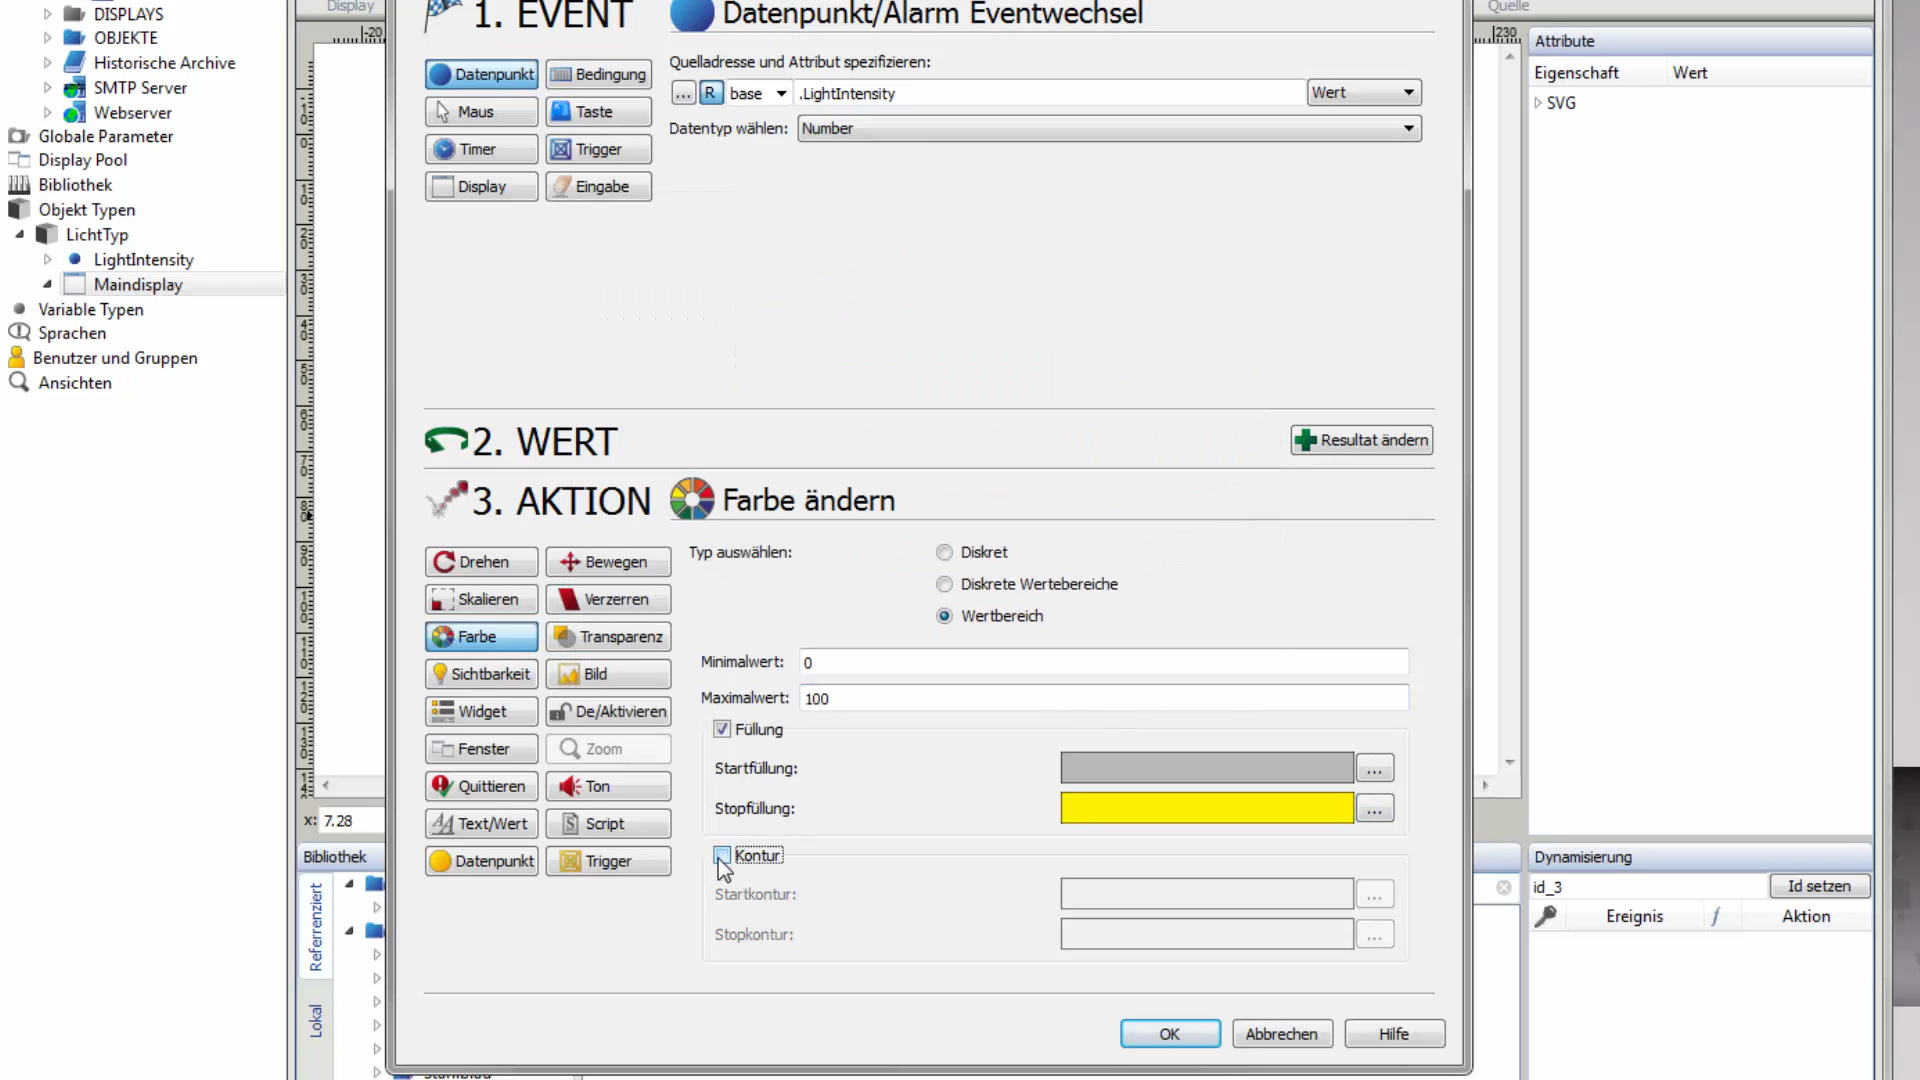 DISPLAYS
OBJEKTE
Historische Archive
SMTP Server
Webserver
Globale Parameter
Display Pool
Bibliothek
Objekt Typen
LichtTyp
LightIntensity
Maindisplay
Variable Typen
Sprachen
Benutzer und Gruppen
Ansichten
Display
Quelle
-20
230
x: 7.28
Bibliothek
Referrenziert
Lokal
1. EVENT
Datenpunkt/Alarm Eventwechsel
Datenpunkt
Bedingung
Maus
Taste
Timer
Trigger
Display
Eingabe
Quelladresse und Attribut spezifizieren:
... R base .LightIntensity Wert
Datentyp wählen: Number
2. WERT
Resultat ändern
3. AKTION
Farbe ändern
Drehen
Bewegen
Skalieren
Verzerren
Farbe
Transparenz
Sichtbarkeit
Bild
Widget
De/Aktivieren
Fenster
Zoom
Quittieren
Ton
Text/Wert
Script
Datenpunkt
Trigger
Typ auswählen:
Diskret
Diskrete Wertebereiche
Wertbereich
Minimalwert: 0
Maximalwert: 100
Füllung
Startfüllung: ...
Stopfüllung: ...
Kontur
Startkontur: ...
Stopkontur: ...
OK
Abbrechen
Hilfe
Attribute
Eigenschaft Wert
SVG
Dynamisierung
id_3 Id setzen
Ereignis f Aktion